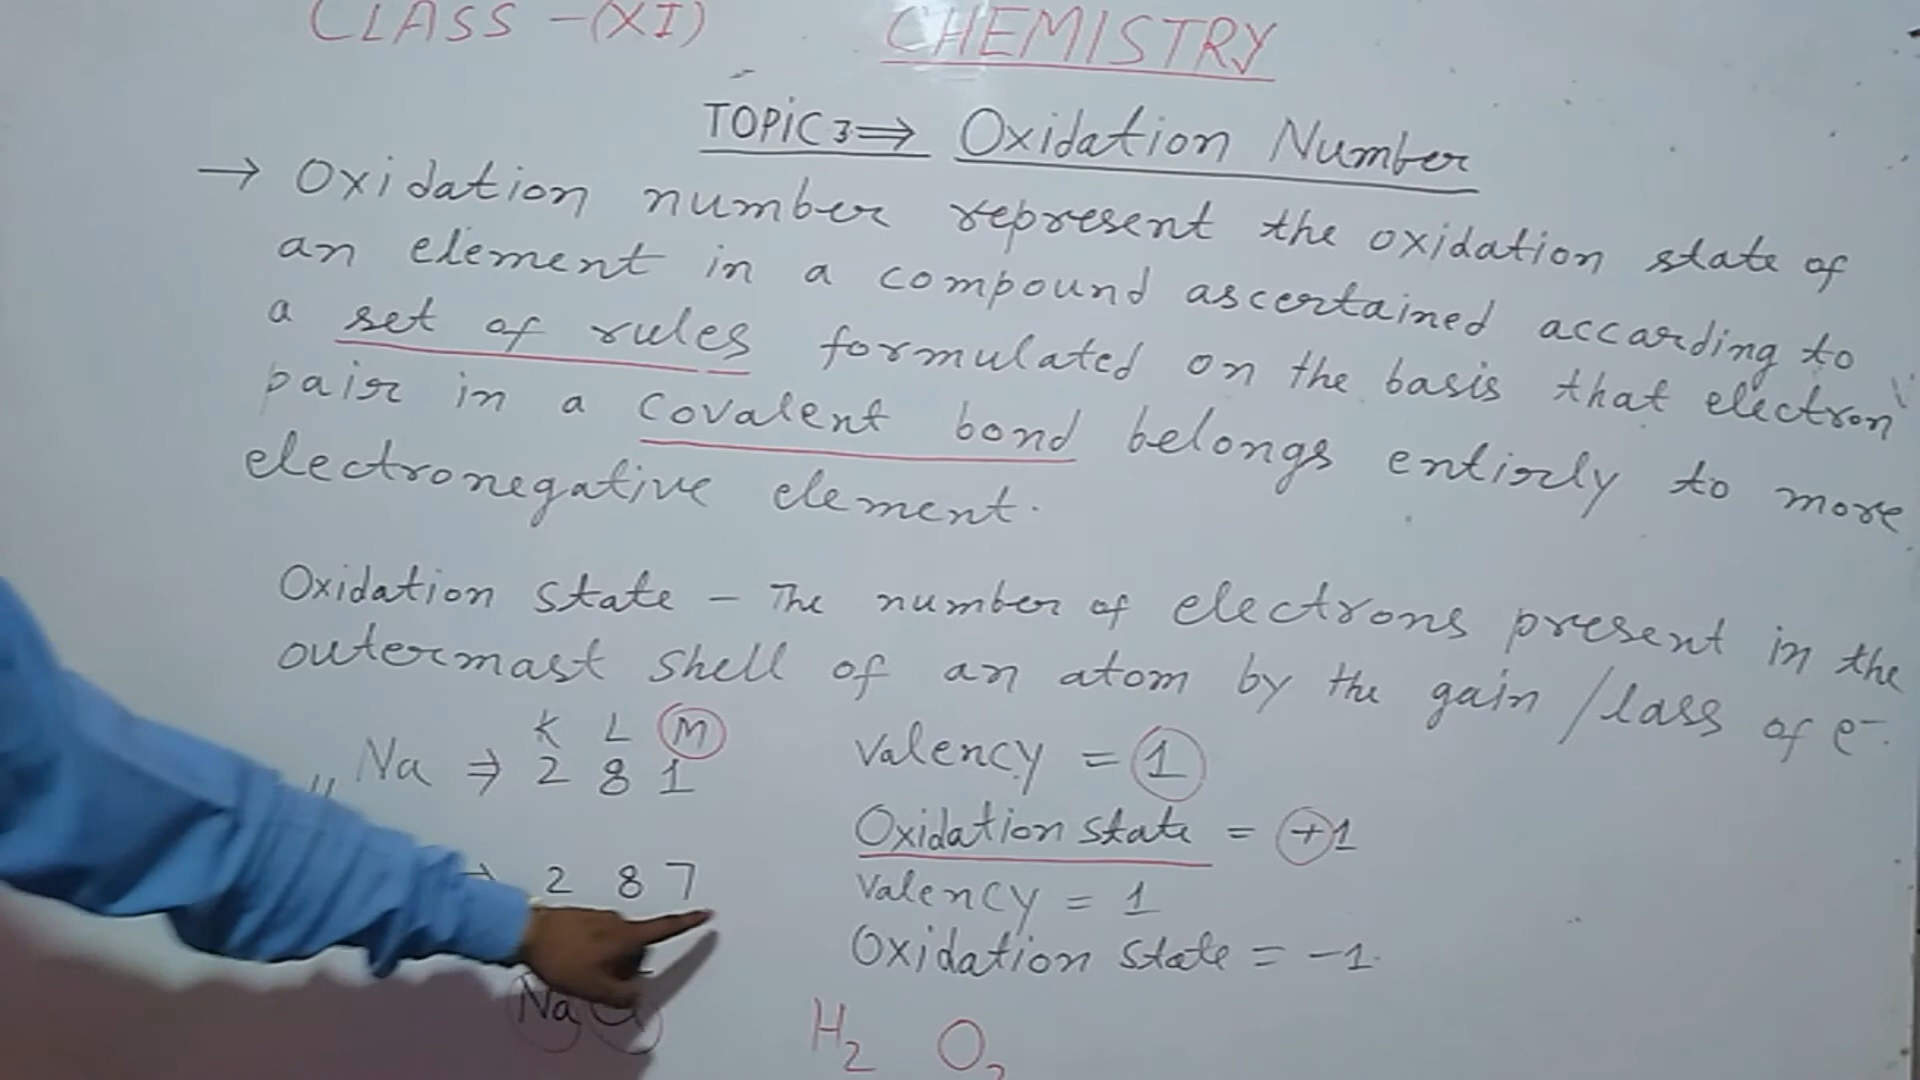 CLASS -(XI) CHEMISTRY
TOPIC 3 ⇒ Oxidation Number
→ Oxidation number represent the oxidation state of
an element in a compound ascertained according to
a set of rules formulated on the basis that electron
pair in a covalent bond belongs entirly to more
electronegative element.
Oxidation state - The number of electrons present in the
outermast shell of an atom by the gain / lass of e-.
K L M
Na ⇒ 2 8 1
Valency = 1
Oxidation state = +1
2 8 7
Valency = 1
Oxidation state = -1.
Na Cl
H2 O2